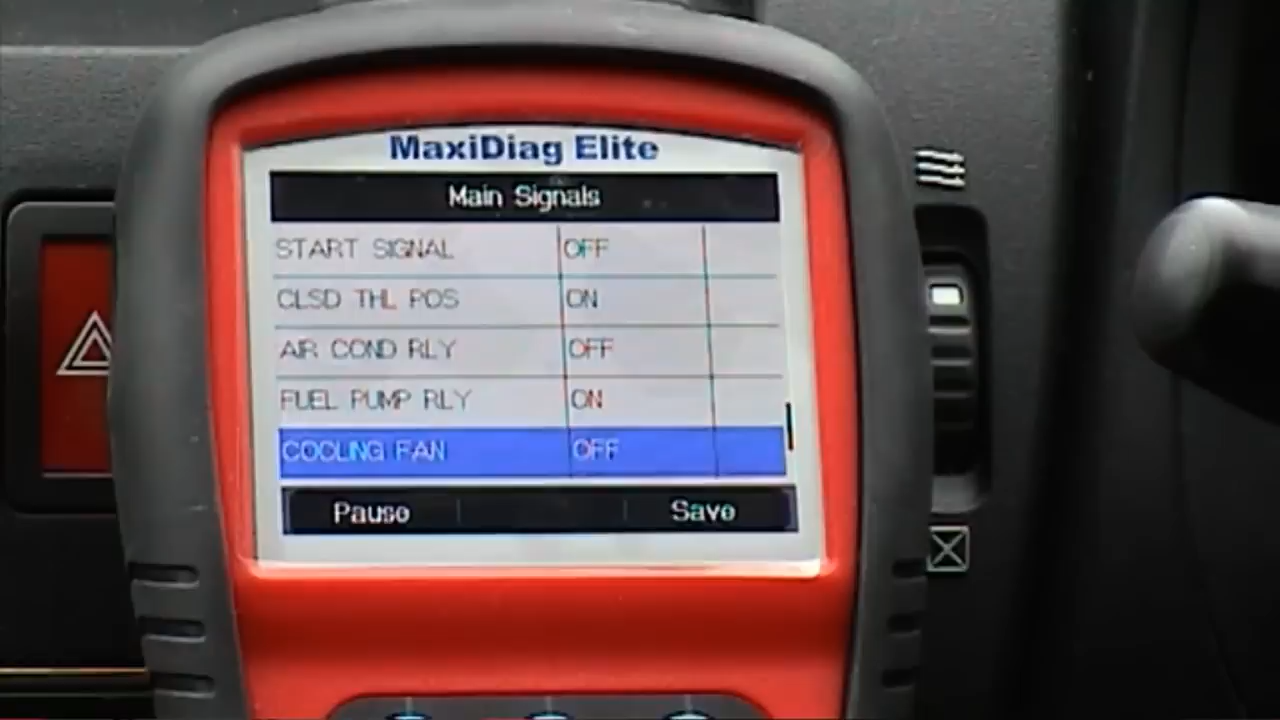 MaxiDiag Elite
Main Signals
START SIGNAL OFF
CLSD THL POS ON
AIR COND RLY OFF
FUEL PUMP RLY ON
COOLING FAN OFF
Pause Save